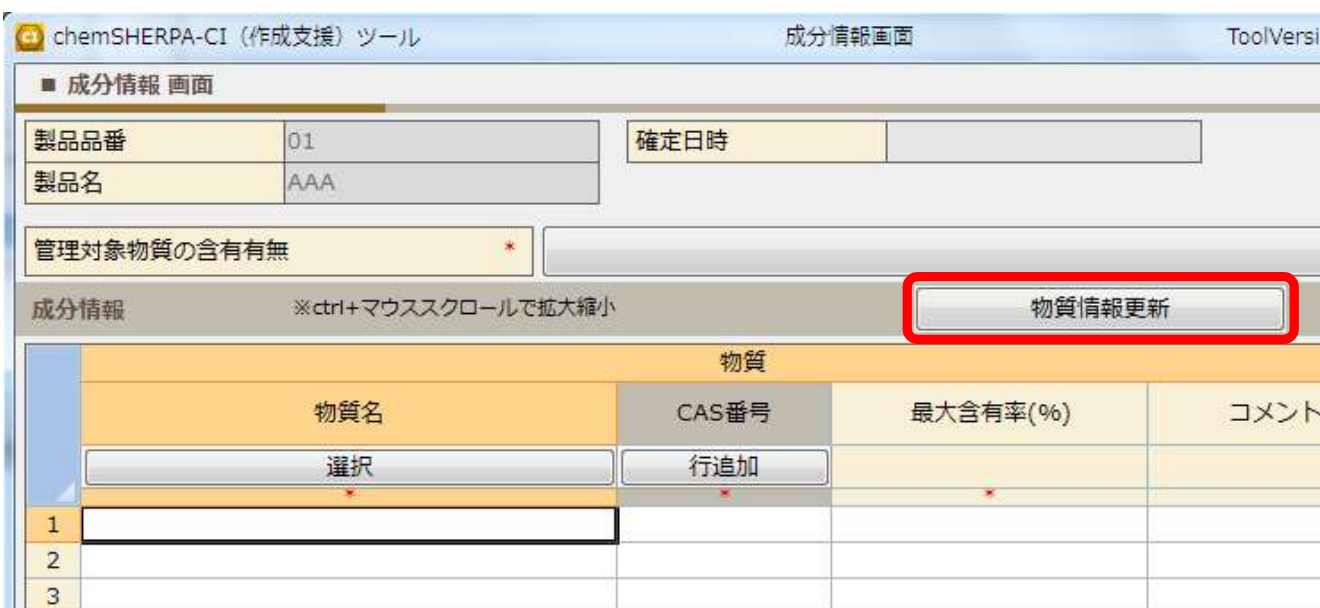 chemSHERPA-CI（作成支援）ツール 成分情報画面 ToolVersi
■ 成分情報 画面
製品品番 01 確定日時
製品名 AAA
管理対象物質の含有有無 *
成分情報 ※ctrl+マウススクロールで拡大縮小 物質情報更新
物質
物質名 CAS番号 最大含有率(%) コメント
選択 行追加
* * *
1
2
3